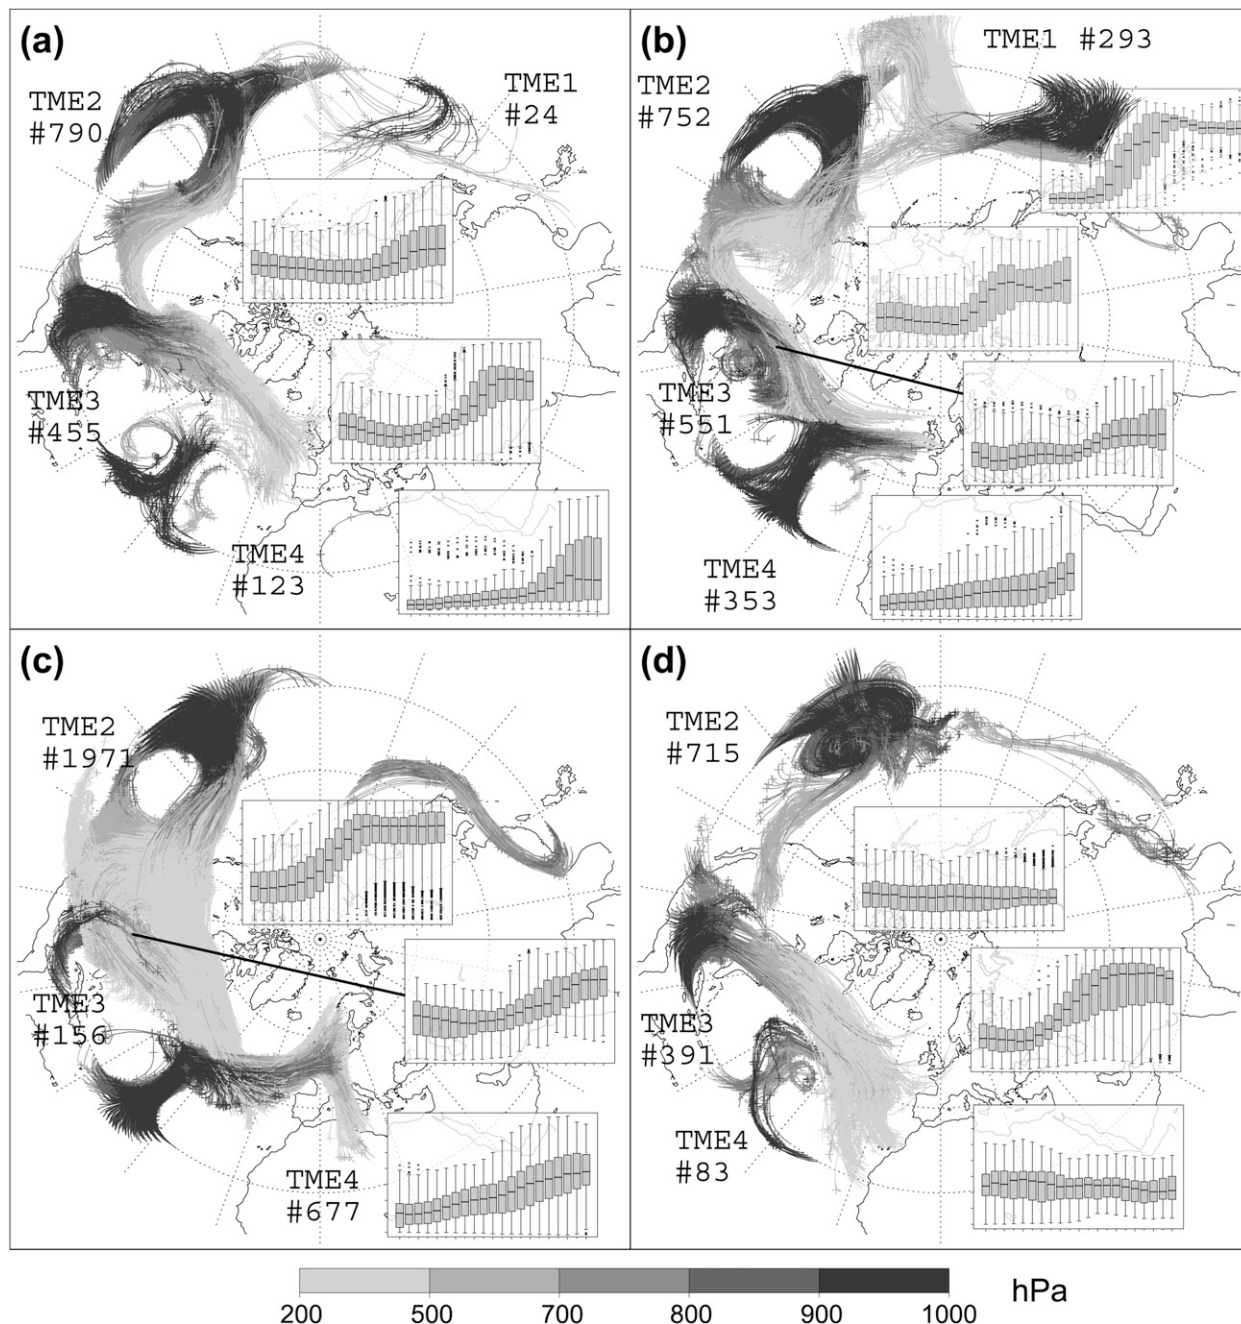 (a)
TME2
#790
TME1
#24
TME3
#455
TME4
#123
(b)
TME1 #293
TME2
#752
TME3
#551
TME4
#353
(c)
TME2
#1971
TME3
#156
TME4
#677
(d)
TME2
#715
TME3
#391
TME4
#83
200 500 700 800 900 1000 hPa